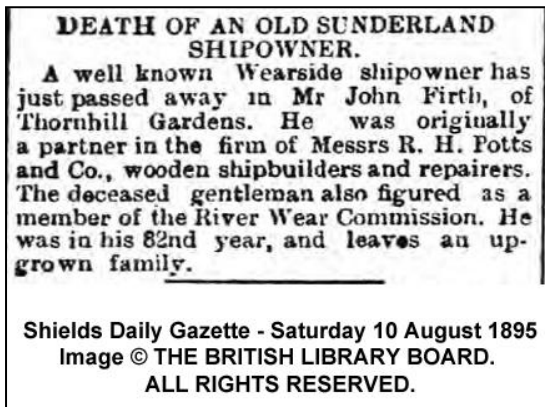 DEATH OF AN OLD SUNDERLAND
SHIPOWNER.
A well known Wearside shipowner has
just passed away in Mr John Firth, of
Thornhill Gardens. He was originally
a partner in the firm of Messrs R. H. Potts
and Co., wooden shipbuilders and repairers.
The deceased gentleman also figured as a
member of the River Wear Commission. He
was in his 82nd year, and leaves an up-
grown family.
Shields Daily Gazette - Saturday 10 August 1895
Image © THE BRITISH LIBRARY BOARD.
ALL RIGHTS RESERVED.